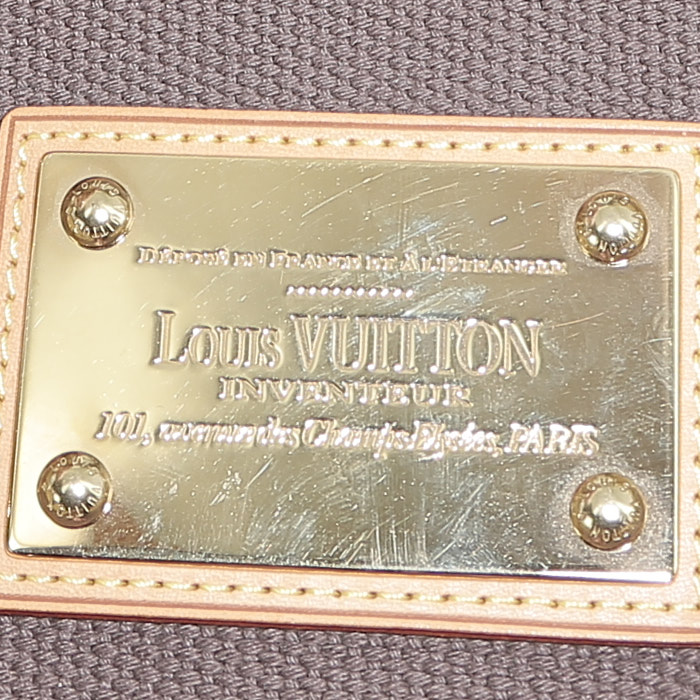 DÉPOSÉ EN FRANCE ET À L'ÉTRANGER
LOUIS VUITTON
INVENTEUR
101, avenue des Champs Elysées, PARIS